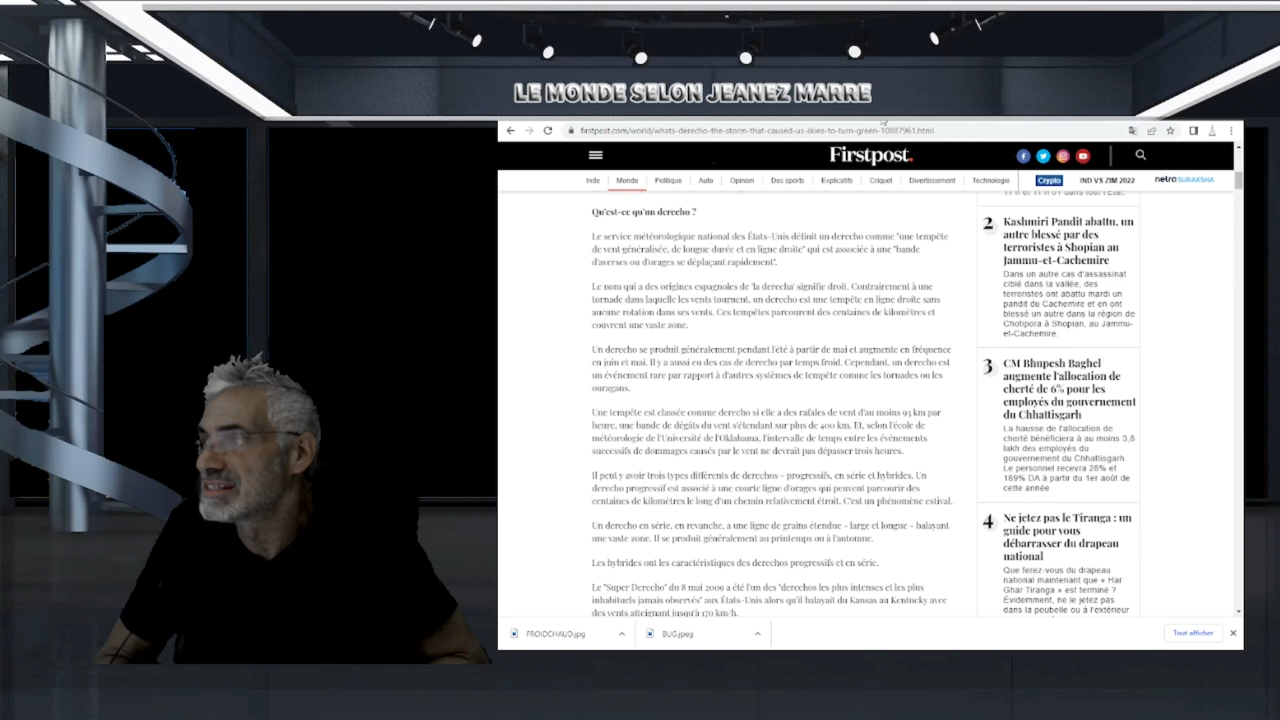 LE MONDE SELON JEANEZ MARRE
firstpost.com/world/whats-derecho-the-storm-that-caused-us-skies-to-turn-green-10887961.html
Firstpost.
Inde Monde Politique Auto Opinion Des sports Explicatifs Criquet Divertissement Technologie Crypto IND VS ZIM 2022 netra SURAKSHA
Qu'est-ce qu'un derecho ?
Le service météorologique national des États-Unis définit un derecho comme "une tempête
de vent généralisée, de longue durée et en ligne droite" qui est associée à une "bande
d'averses ou d'orages se déplaçant rapidement".
Le nom qui a des origines espagnoles de 'la derecha' signifie droit. Contrairement à une
tornade dans laquelle les vents tournent, un derecho est une tempête en ligne droite sans
aucune rotation dans ses vents. Ces tempêtes parcourent des centaines de kilomètres et
couvrent une vaste zone.
Un derecho se produit généralement pendant l'été à partir de mai et augmente en fréquence
en juin et mai. Il y a aussi eu des cas de derecho par temps froid. Cependant, un derecho est
un événement rare par rapport à d'autres systèmes de tempête comme les tornades ou les
ouragans.
Une tempête est classée comme derecho si elle a des rafales de vent d'au moins 93 km par
heure, une bande de dégâts du vent s'étendant sur plus de 400 km. Et, selon l'école de
météorologie de l'Université de l'Oklahoma, l'intervalle de temps entre les événements
successifs de dommages causés par le vent ne devrait pas dépasser trois heures.
Il peut y avoir trois types différents de derechos - progressifs, en série et hybrides. Un
derecho progressif est associé à une courte ligne d'orages qui peuvent parcourir des
centaines de kilomètres le long d'un chemin relativement étroit. C'est un phénomène estival.
Un derecho en série, en revanche, a une ligne de grains étendue - large et longue - balayant
une vaste zone. Il se produit généralement au printemps ou à l'automne.
Les hybrides ont les caractéristiques des derechos progressifs et en série.
Le "Super Derecho" du 8 mai 2009 a été l'un des "derechos les plus intenses et les plus
inhabituels jamais observés" aux États-Unis alors qu'il balayait du Kansas au Kentucky avec
des vents atteignant jusqu'à 170 km/h.
2 Kashmiri Pandit abattu, un
autre blessé par des
terroristes à Shopian au
Jammu-et-Cachemire
Dans un autre cas d'assassinat
ciblé dans la vallée, des
terroristes ont abattu mardi un
pandit du Cachemire et en ont
blessé un autre dans la région de
Chotipora à Shopian, au Jammu-
et-Cachemire.
3 CM Bhupesh Baghel
augmente l'allocation de
cherté de 6% pour les
employés du gouvernement
du Chhattisgarh
La hausse de l'allocation de
cherté bénéficiera à au moins 3,8
lakh des employés du
gouvernement du Chhattisgarh.
Le personnel recevra 28% et
189% DA à partir du 1er août de
cette année
4 Ne jetez pas le Tiranga : un
guide pour vous
débarrasser du drapeau
national
Que ferez-vous du drapeau
national maintenant que « Har
Ghar Tiranga » est terminé ?
Évidemment, ne le jetez pas
dans la poubelle ou à l'extérieur
FROIDCHAUD.jpg
BUG.jpeg
Tout afficher